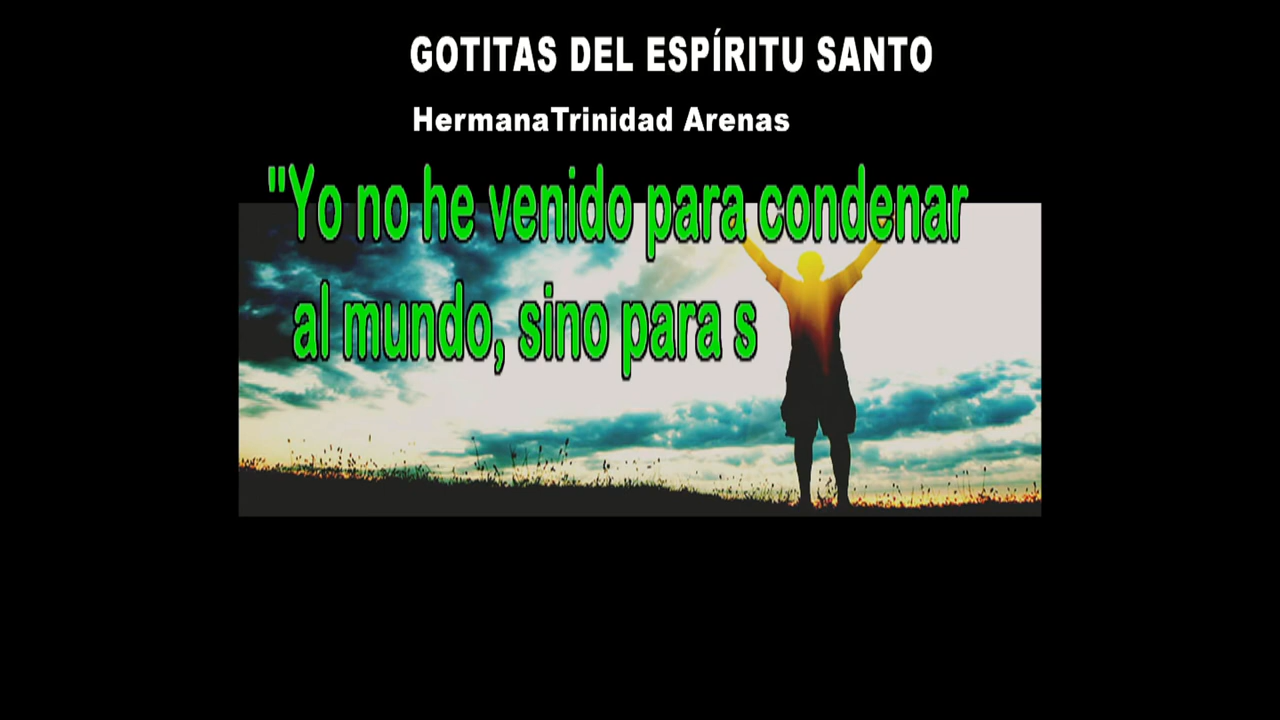 GOTITAS DEL ESPÍRITU SANTO
HermanaTrinidad Arenas
"Yo no he venido para condenar
al mundo, sino para s